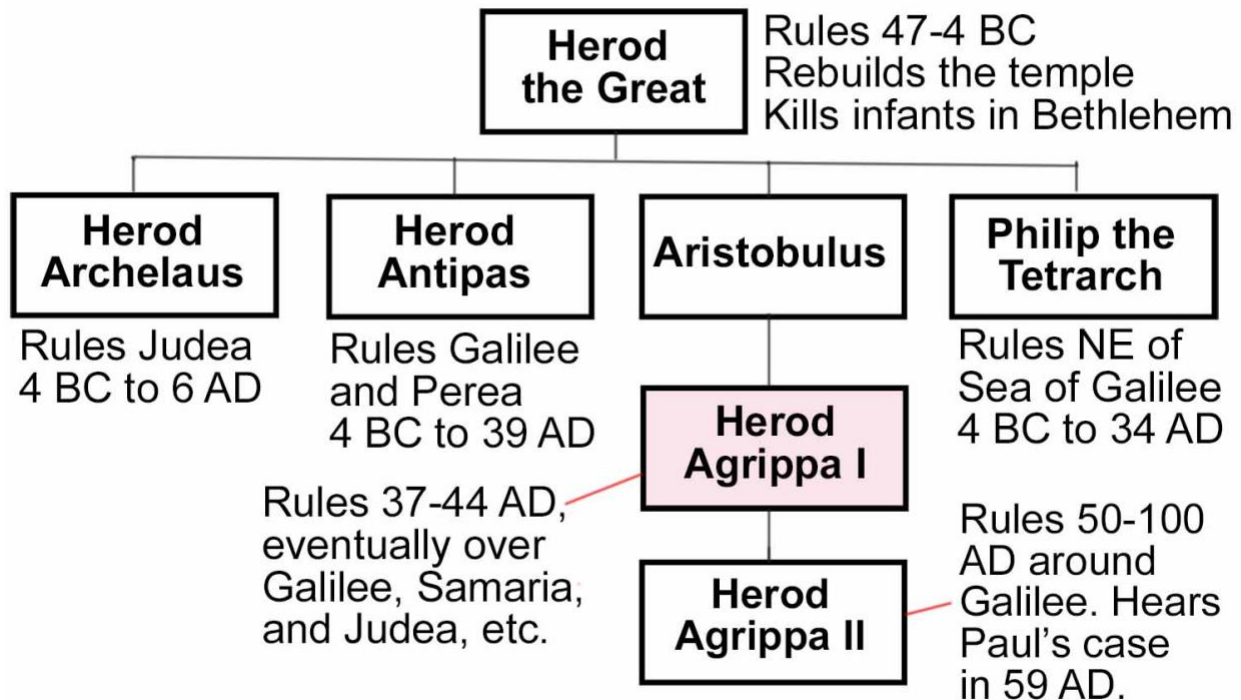 Herod
the Great
Rules 47-4 BC
Rebuilds the temple
Kills infants in Bethlehem
Herod
Archelaus
Rules Judea
4 BC to 6 AD
Herod
Antipas
Rules Galilee
and Perea
4 BC to 39 AD
Aristobulus
Philip the
Tetrarch
Rules NE of
Sea of Galilee
4 BC to 34 AD
Herod
Agrippa I
Rules 37-44 AD,
eventually over
Galilee, Samaria,
and Judea, etc.
Herod
Agrippa II
Rules 50-100
AD around
Galilee. Hears
Paul's case
in 59 AD.